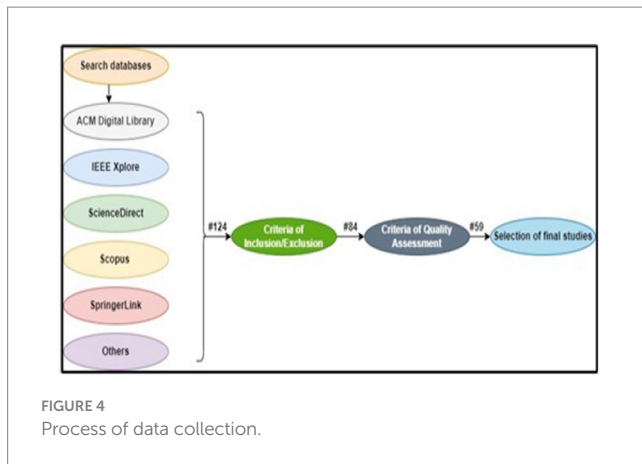 Search databases
ACM Digital Library
IEEE Xplore
ScienceDirect
Scopus
SpringerLink
Others
#124
Criteria of
Inclusion/Exclusion
#84
Criteria of Quality
Assessment
#59
Selection of final studies
FIGURE 4
Process of data collection.